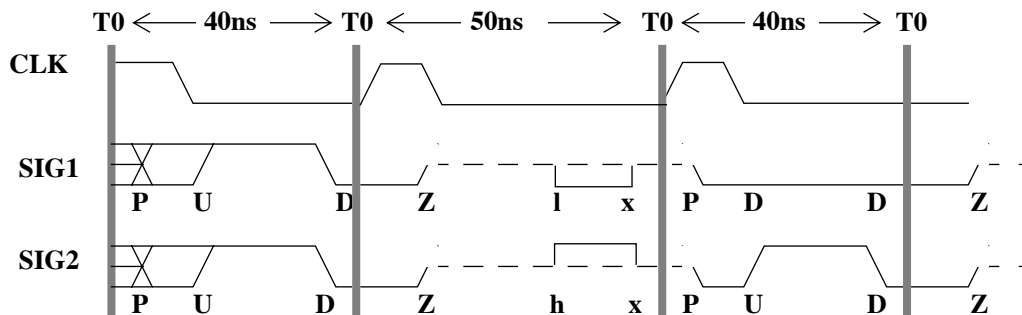 T0 40ns T0 50ns T0 40ns T0
CLK
SIG1
P U D Z l x P D D Z
SIG2
P U D Z h x P U D Z